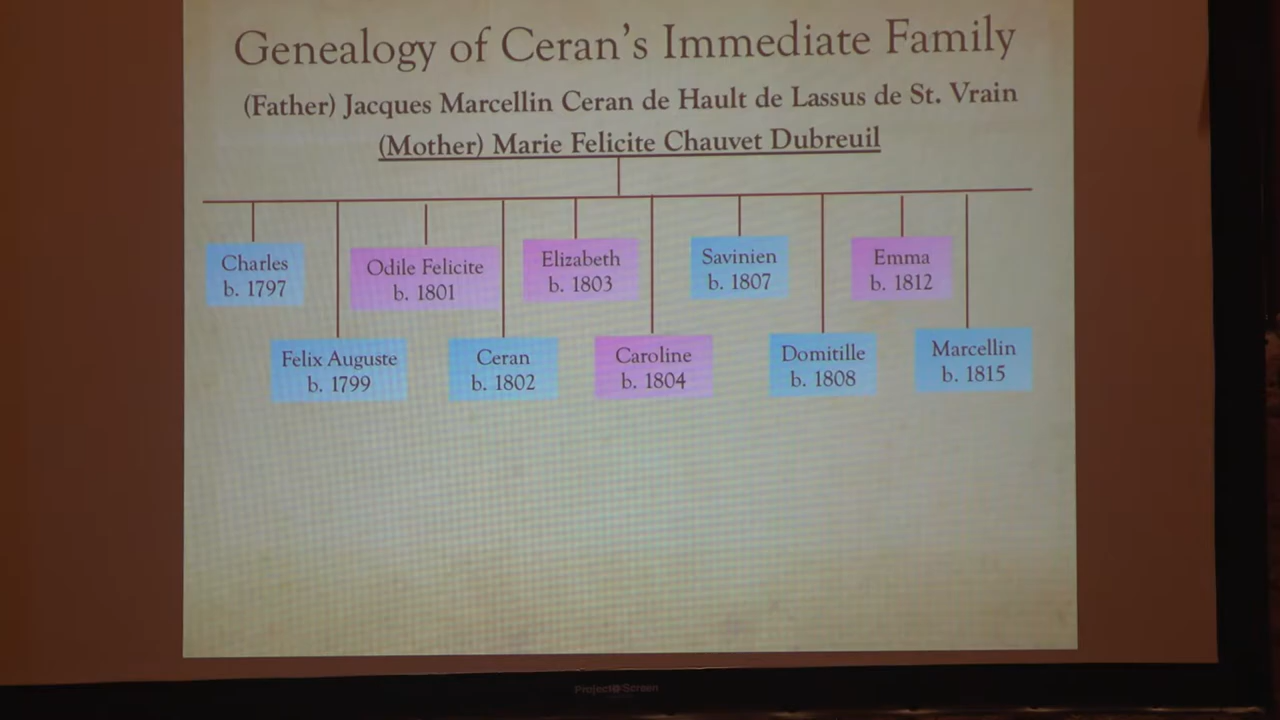 Genealogy of Ceran's Immediate Family
(Father) Jacques Marcellin Ceran de Hault de Lassus de St. Vrain
(Mother) Marie Felicite Chauvet Dubreuil
Charles
b. 1797
Felix Auguste
b. 1799
Odile Felicite
b. 1801
Ceran
b. 1802
Elizabeth
b. 1803
Caroline
b. 1804
Savinien
b. 1807
Domitille
b. 1808
Emma
b. 1812
Marcellin
b. 1815
Project@Screen